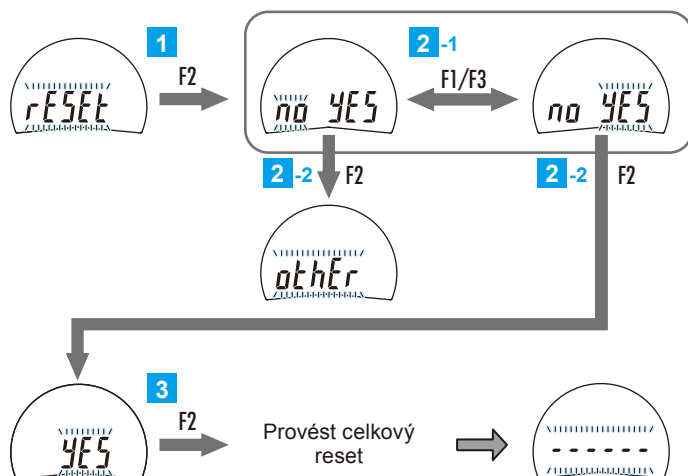 1
2 -1
F2
F1/F3
rESEt
no YES
no YES
2 -2 F2
2 -2 F2
othEr
3
F2
YES
Provést celkový
reset
------